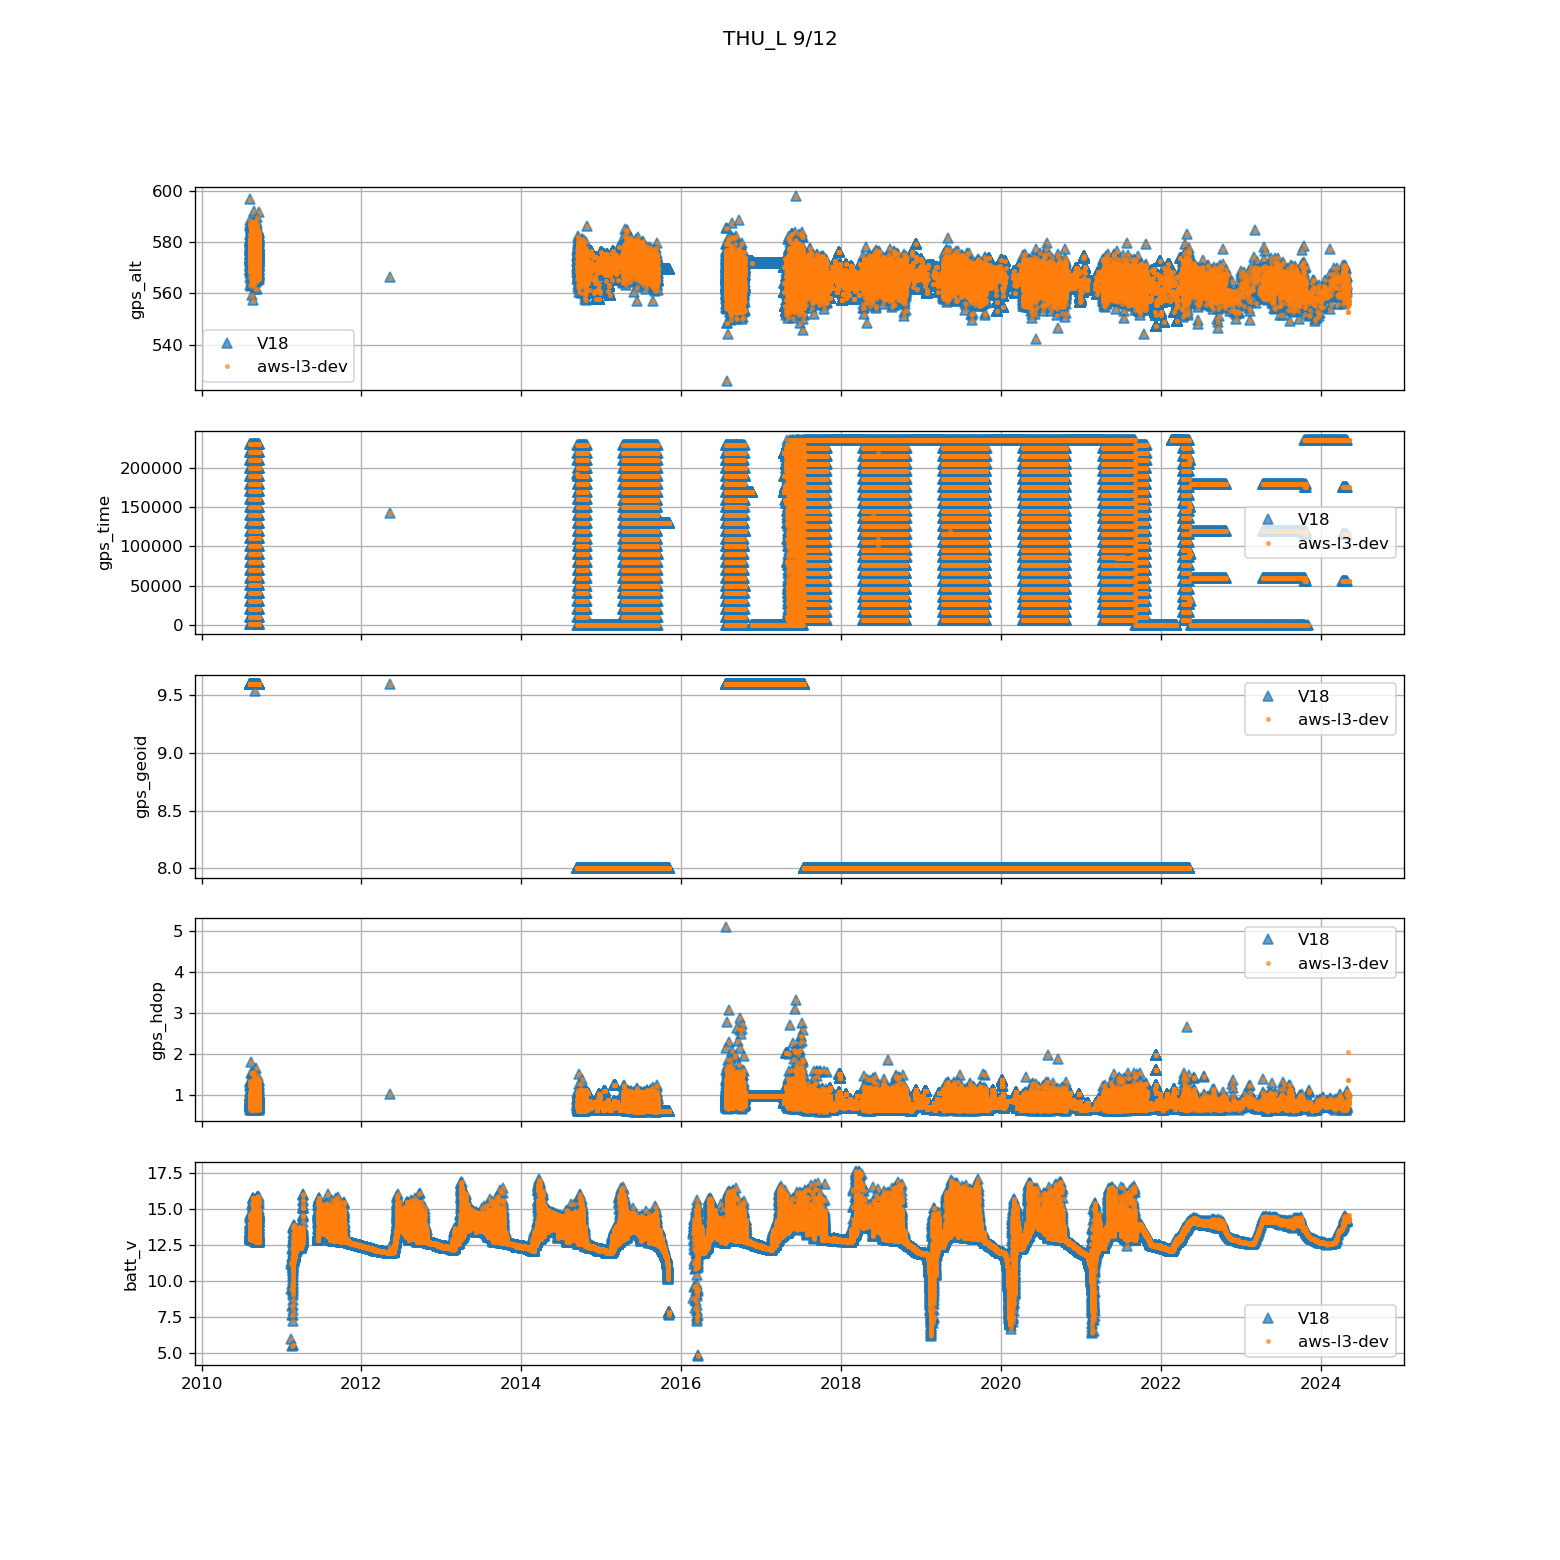 THU_L 9/12
600
580
560
540
gps_alt
V18
aws-l3-dev
200000
150000
100000
50000
0
gps_time
V18
aws-l3-dev
9.5
9.0
8.5
8.0
gps_geoid
V18
aws-l3-dev
5
4
3
2
1
gps_hdop
V18
aws-l3-dev
17.5
15.0
12.5
10.0
7.5
5.0
batt_v
V18
aws-l3-dev
2010 2012 2014 2016 2018 2020 2022 2024